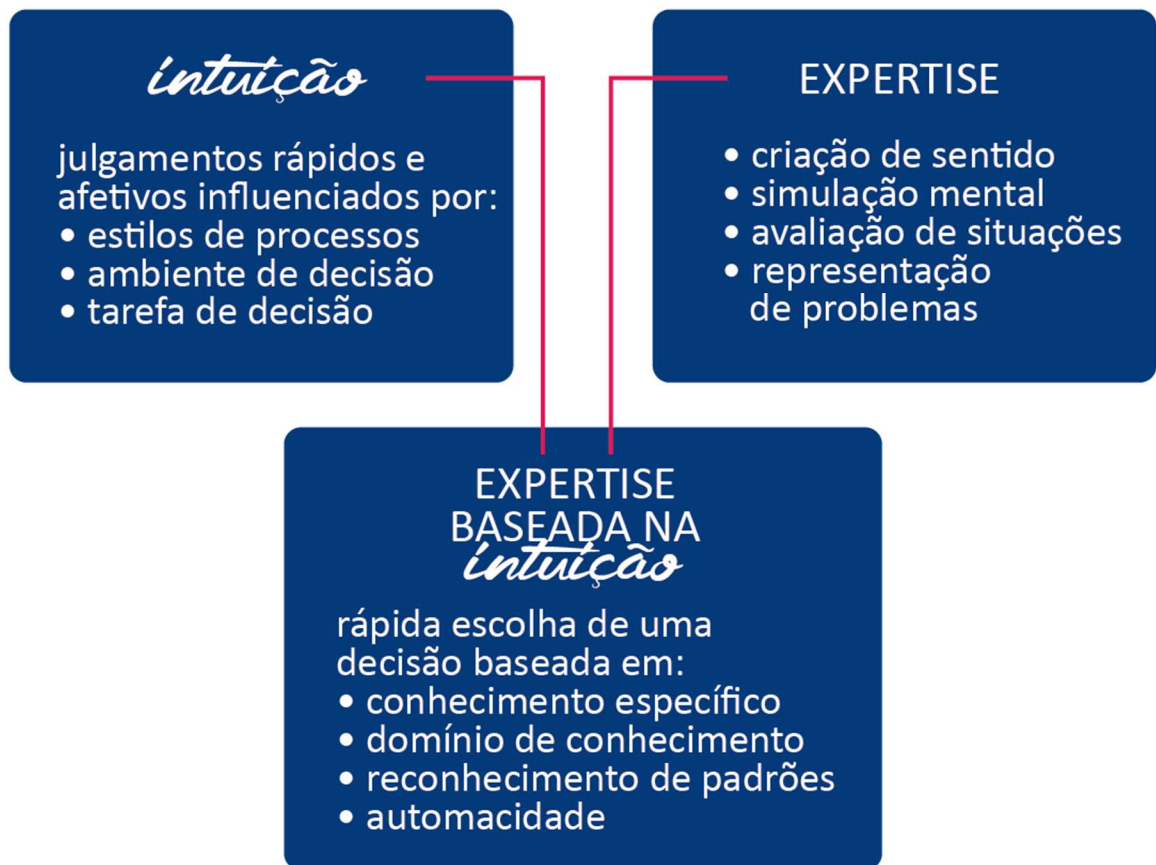 intuição
julgamentos rápidos e
afetivos influenciados por:
• estilos de processos
• ambiente de decisão
• tarefa de decisão
EXPERTISE
• criação de sentido
• simulação mental
• avaliação de situações
• representação
de problemas
EXPERTISE
BASEADA NA
intuição
rápida escolha de uma
decisão baseada em:
• conhecimento específico
• domínio de conhecimento
• reconhecimento de padrões
• automacidade